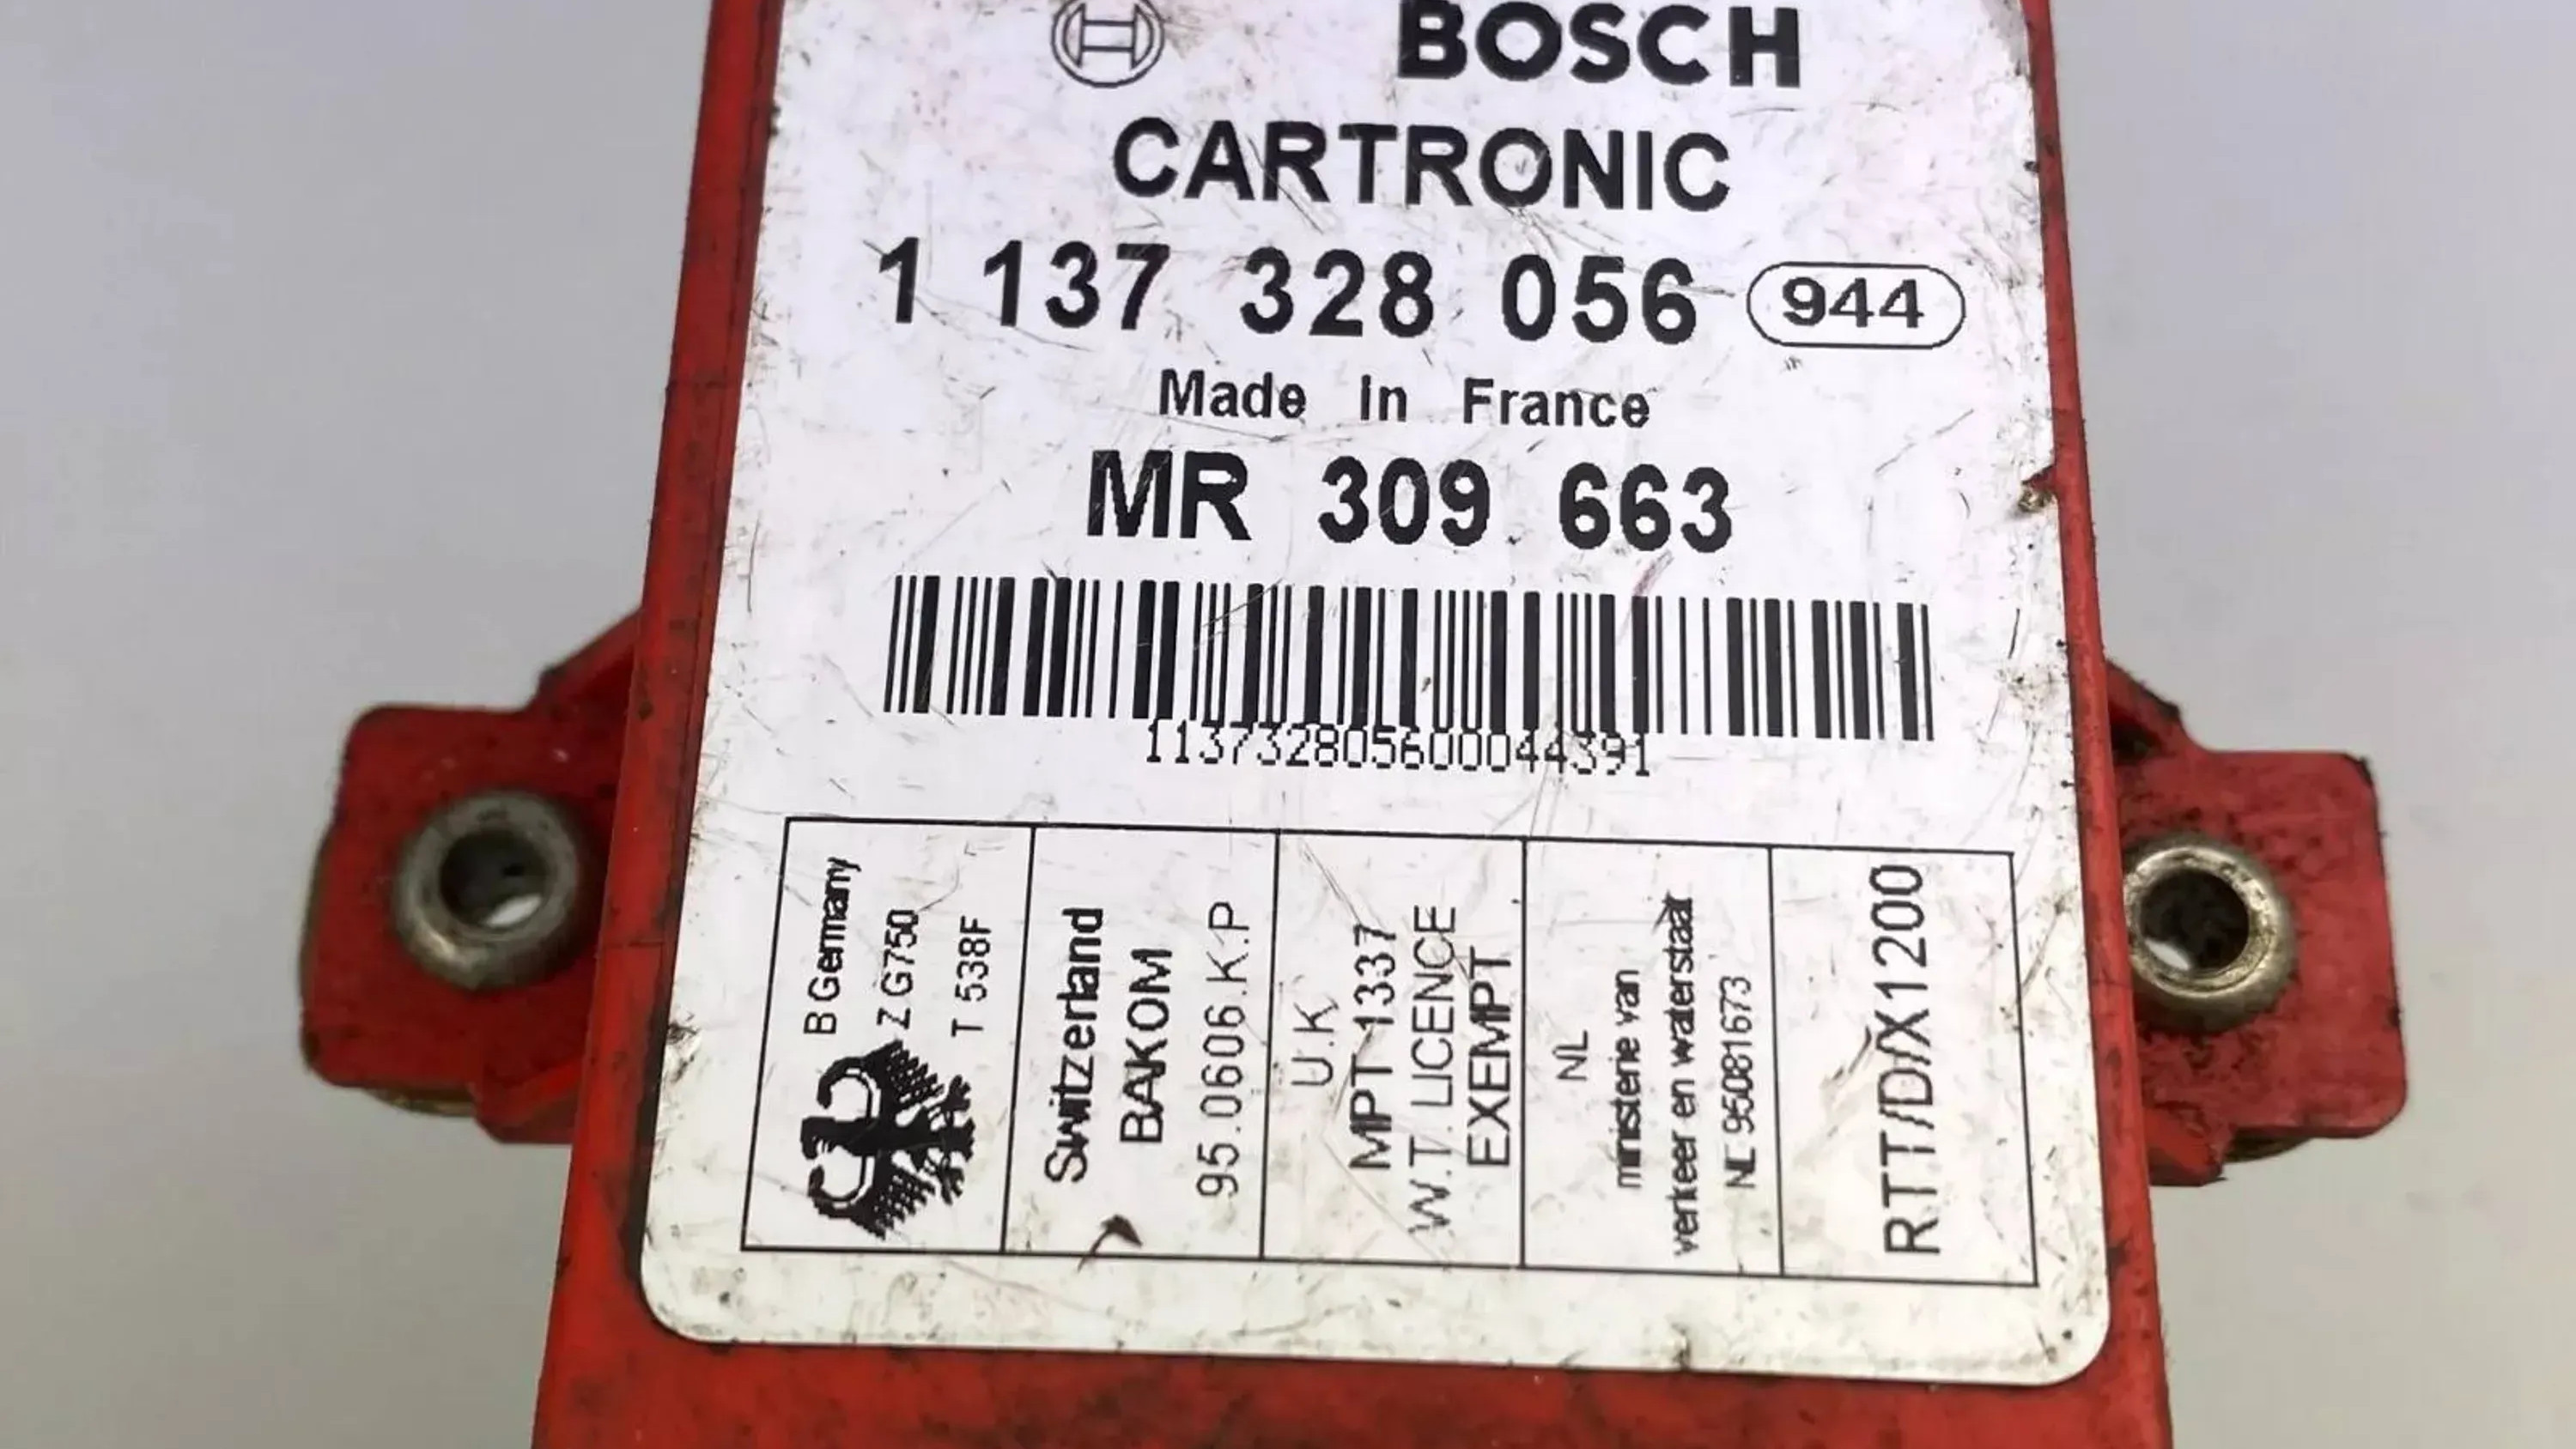 BOSCH
CARTRONIC
1 137 328 056 944
Made in France
MR 309 663
113732805600044391
B Germany
Z G750
T 538F
Switzerland
BAKOM
95.0606.K.P
U.K
MPT 1337
W.T. LICENCE
EXEMPT
NL
ministerie van
verkeer en waterstaat
NL 95081673
RTT/D/X1200